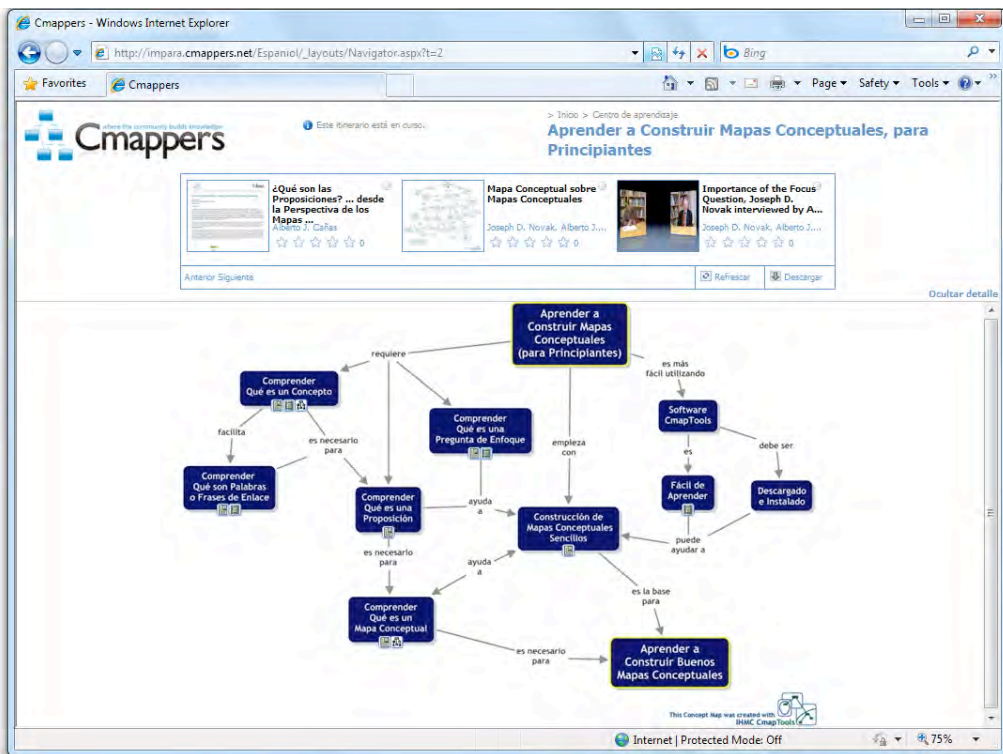 Cmappers - Windows Internet Explorer
http://impara.cmappers.net/Espaniol/_layouts/Navigator.aspx?t=2
Bing
Favorites
Cmappers
Page
Safety
Tools
where the community builds knowledge
Cmappers
Este itinerario está en curso.
> Inicio > Centro de aprendizaje
Aprender a Construir Mapas Conceptuales, para
Principiantes
¿Qué son las
Proposiciones? ... desde
la Perspectiva de los
Mapas ...
Alberto J. Cañas
0
Mapa Conceptual sobre
Mapas Conceptuales
Joseph D. Novak, Alberto J....
0
Importance of the Focus
Question, Joseph D.
Novak interviewed by A...
Joseph D. Novak, Alberto J....
0
Anterior Siguiente
Refrescar
Descargar
Ocultar detalle
Aprender a
Construir Mapas
Conceptuales
(para Principiantes)
requiere
es más
fácil utilizando
Comprender
Qué es un Concepto
Comprender
Qué es una
Pregunta de Enfoque
Software
CmapTools
facilita
es necesario
para
empieza
con
es
debe ser
Comprender
Qué son Palabras
o Frases de Enlace
Comprender
Qué es una
Proposición
ayuda
a
Construcción de
Mapas Conceptuales
Sencillos
Fácil de
Aprender
Descargado
e Instalado
puede
ayudar a
es necesario
para
ayuda
a
es la base
para
Comprender
Qué es un
Mapa Conceptual
es necesario
para
Aprender a
Construir Buenos
Mapas Conceptuales
This Concept Map was created with
IHMC CmapTools
Internet | Protected Mode: Off
75%